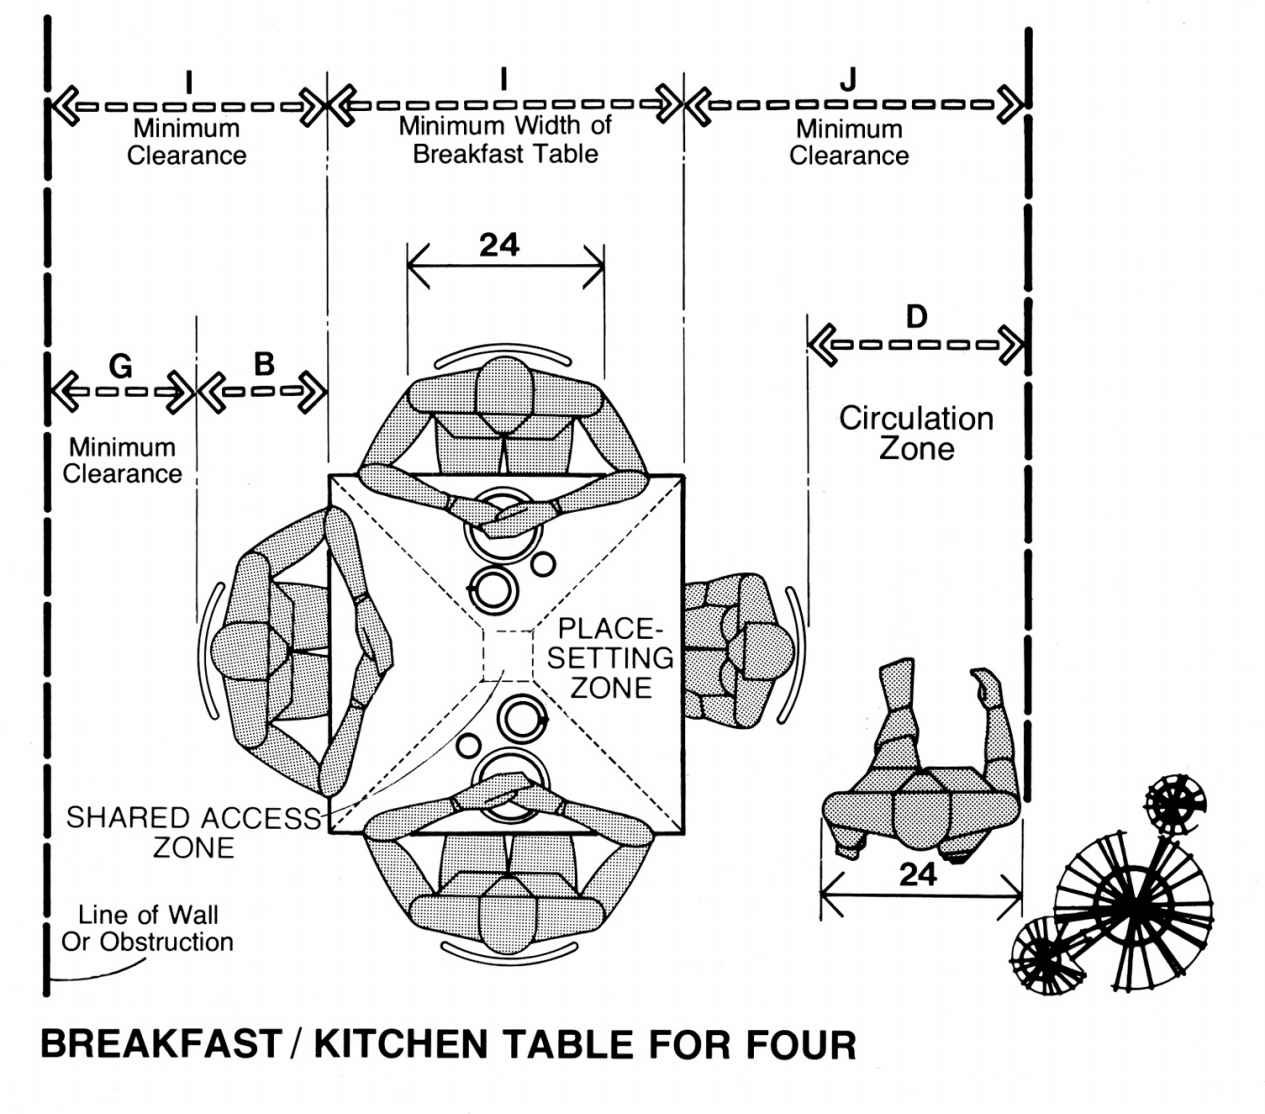 I
I
J
Minimum
Clearance
Minimum Width of
Breakfast Table
Minimum
Clearance
24
D
G
B
Circulation
Zone
Minimum
Clearance
PLACE-
SETTING
ZONE
SHARED ACCESS
ZONE
24
Line of Wall
Or Obstruction
BREAKFAST / KITCHEN TABLE FOR FOUR